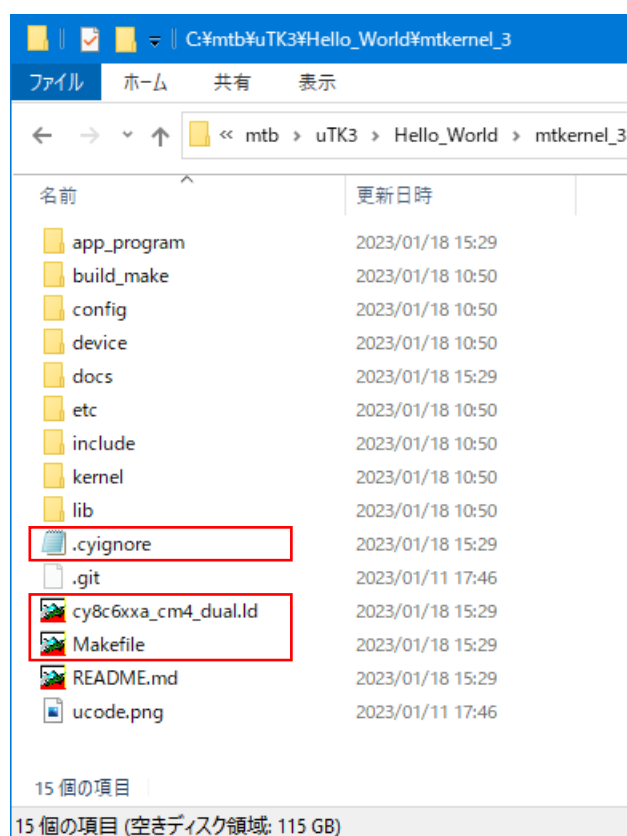 C:¥mtb¥uTK3¥Hello_World¥mtkernel_3
ファイル ホーム 共有 表示
« mtb › uTK3 › Hello_World › mtkernel_3
名前 更新日時
app_program 2023/01/18 15:29
build_make 2023/01/18 10:50
config 2023/01/18 10:50
device 2023/01/18 10:50
docs 2023/01/18 15:29
etc 2023/01/18 10:50
include 2023/01/18 10:50
kernel 2023/01/18 10:50
lib 2023/01/18 10:50
.cyignore 2023/01/18 15:29
.git 2023/01/11 17:46
cy8c6xxa_cm4_dual.ld 2023/01/18 15:29
Makefile 2023/01/18 15:29
README.md 2023/01/18 15:29
ucode.png 2023/01/11 17:46
15 個の項目
15 個の項目 (空きディスク領域: 115 GB)